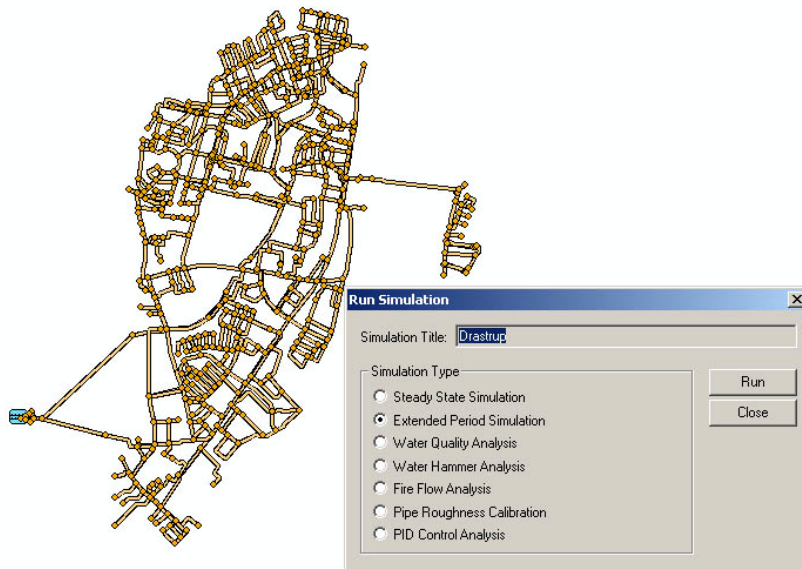 Run Simulation
Simulation Title: Drastrup
Simulation Type
Steady State Simulation
Run
Extended Period Simulation
Close
Water Quality Analysis
Water Hammer Analysis
Fire Flow Analysis
Pipe Roughness Calibration
PID Control Analysis